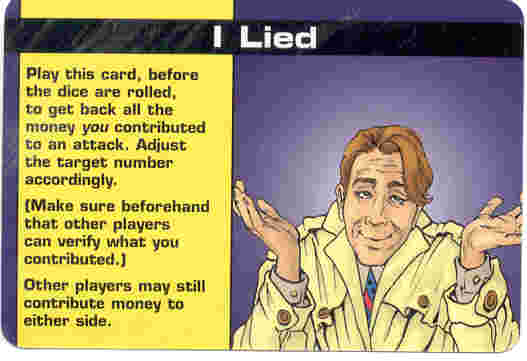 I Lied
Play this card, before
the dice are rolled,
to get back all the
money you contributed
to an attack. Adjust
the target number
accordingly.
(Make sure beforehand
that other players
can verify what you
contributed.)
Other players may still
contribute money to
either side.